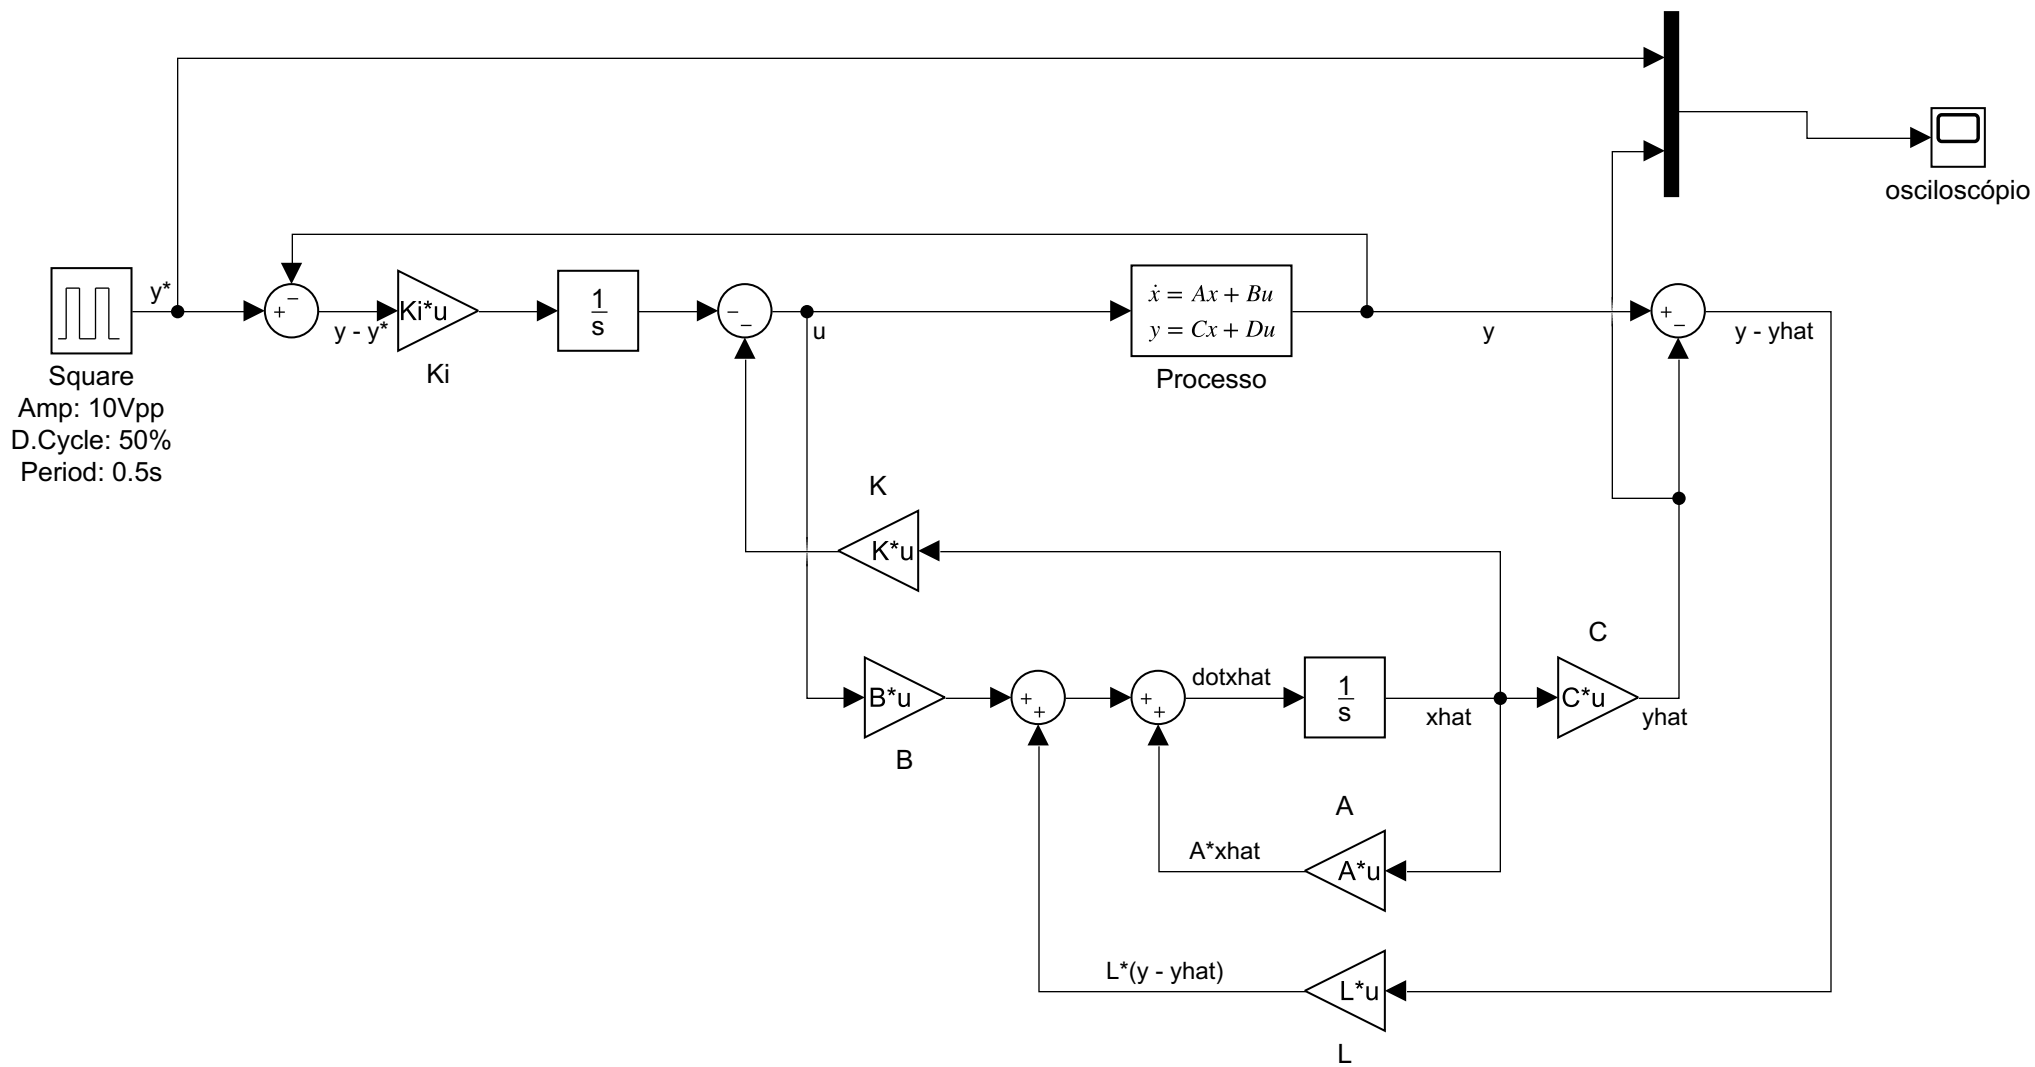 osciloscópio
y*
+
−
y - y*
Ki*u
Ki
1
s
−
−
u
ẋ = Ax + Bu
y = Cx + Du
Processo
y
+
−
y - yhat
Square
Amp: 10Vpp
D.Cycle: 50%
Period: 0.5s
K
K*u
B*u
B
+
+
+
+
dotxhat
1
s
xhat
C
C*u
yhat
A
A*u
A*xhat
L*(y - yhat)
L*u
L